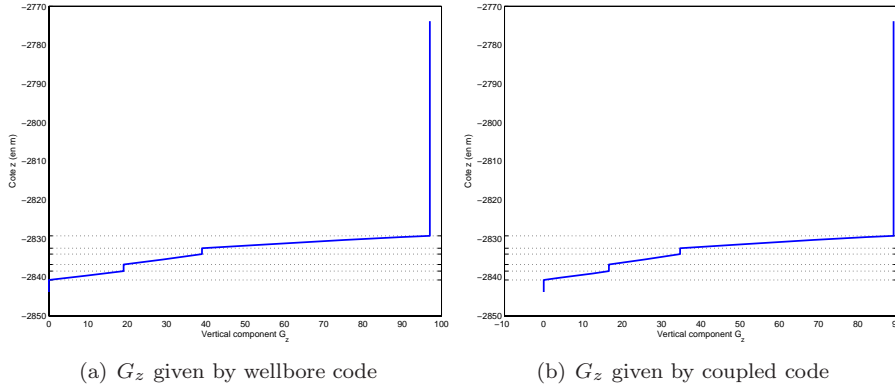 −2770
−2780
−2790
−2800
−2810
−2820
−2830
−2840
−2850
Cote z (en m)
0 10 20 30 40 50 60 70 80 90 100
Vertical component G_z
(a) G_z given by wellbore code
−2770
−2780
−2790
−2800
−2810
−2820
−2830
−2840
−2850
Cote z (en m)
−10 0 10 20 30 40 50 60 70 80
Vertical component G_z
(b) G_z given by coupled code